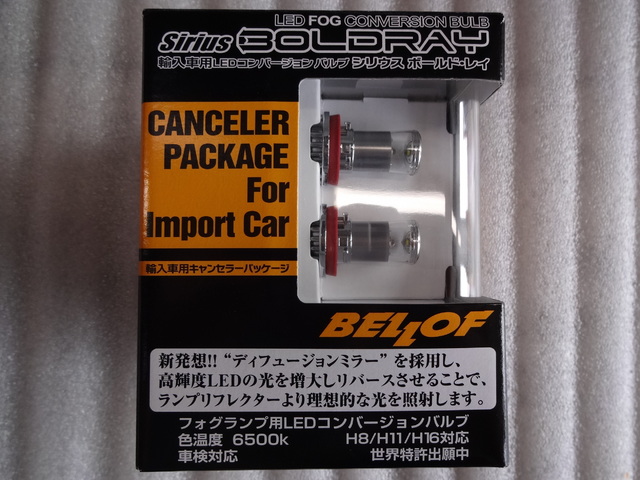 LED FOG CONVERSION BULB
Sirius BOLDRAY
輸入車用LEDコンバージョンバルブ シリウス ボールド・レイ
CANCELER
PACKAGE
For
Import Car
輸入車用キャンセラーパッケージ
BELLOF
新発想!!“ディフュージョンミラー”を採用し、
高輝度LEDの光を増大しリバースさせることで、
ランプリフレクターより理想的な光を照射します。
フォグランプ用LEDコンバージョンバルブ
色温度 6500k H8/H11/H16対応
車検対応 世界特許出願中